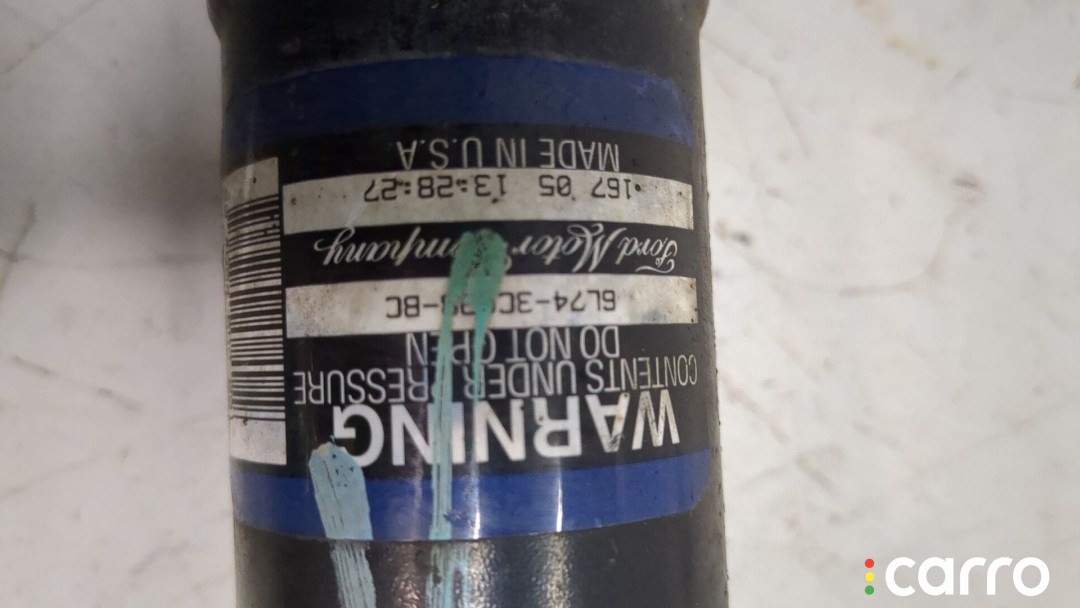 WARNING
CONTENTS UNDER PRESSURE
DO NOT OPEN
Ford Motor Company
167 05 13:28:27
MADE IN U.S.A
carro